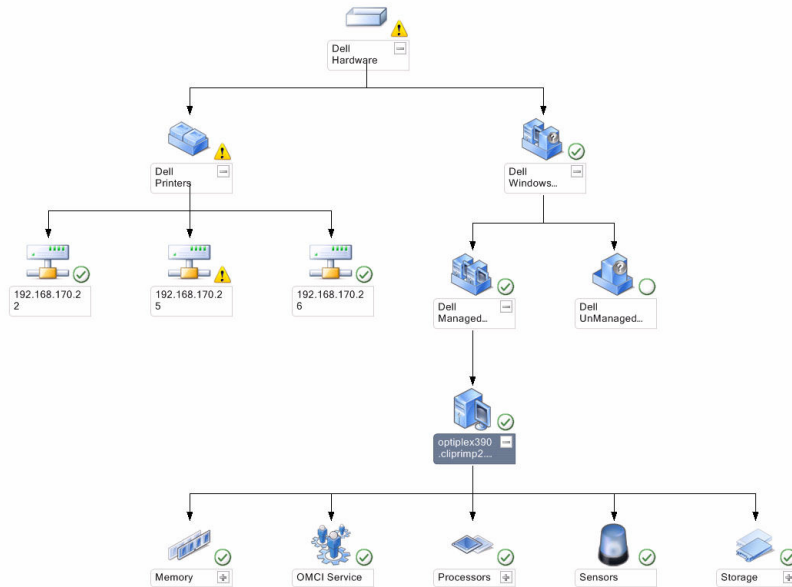 Dell
Hardware
Dell
Printers
Dell
Windows...
192.168.170.2
2
192.168.170.2
5
192.168.170.2
6
Dell
Managed...
Dell
UnManaged...
optiplex390
.cliprimp2....
Memory
OMCI Service
Processors
Sensors
Storage